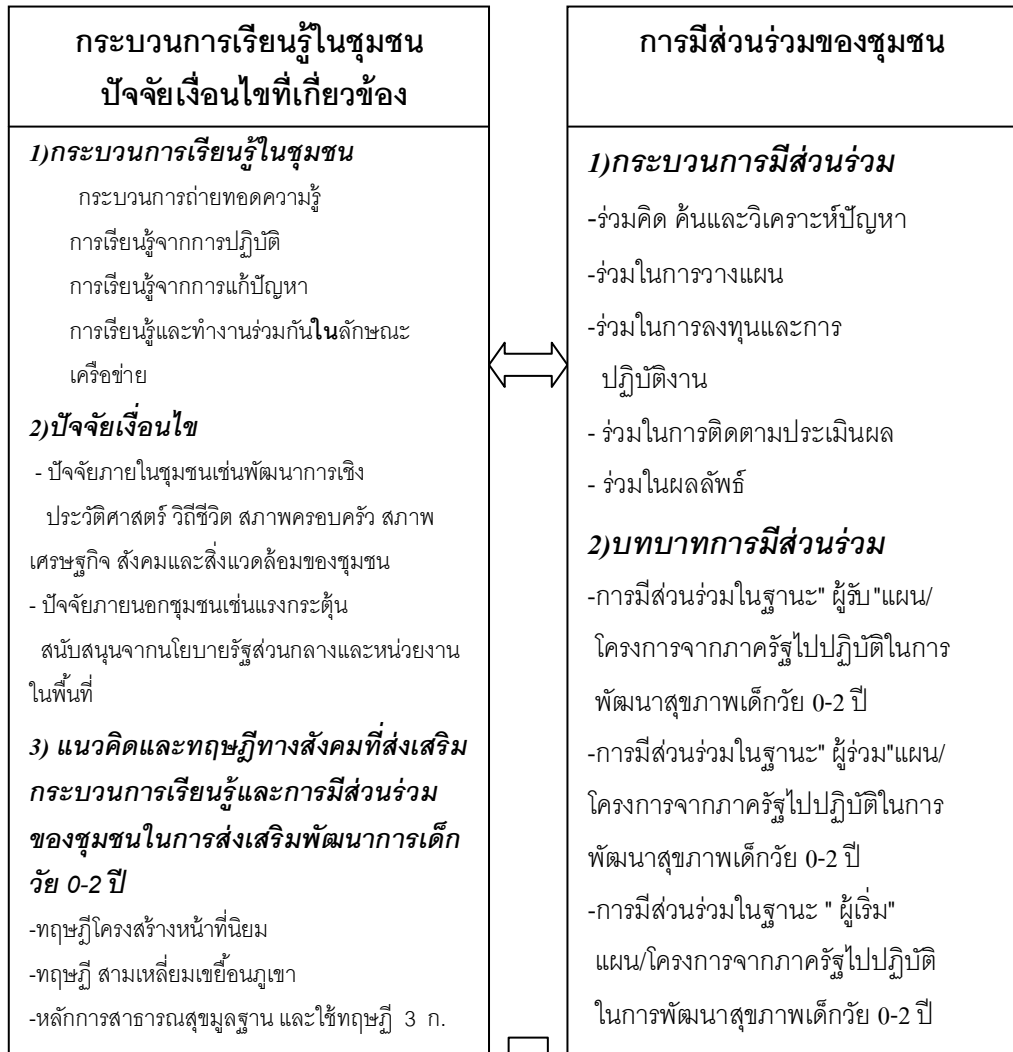 กระบวนการเรียนรู้ในชุมชน
ปัจจัยเงื่อนไขที่เกี่ยวข้อง
1)กระบวนการเรียนรู้ในชุมชน
กระบวนการถ่ายทอดความรู้
การเรียนรู้จากการปฏิบัติ
การเรียนรู้จากการแก้ปัญหา
การเรียนรู้และทำงานร่วมกันในลักษณะ
เครือข่าย
2)ปัจจัยเงื่อนไข
- ปัจจัยภายในชุมชนเช่นพัฒนาการเชิง
ประวัติศาสตร์ วิถีชีวิต สภาพครอบครัว สภาพ
เศรษฐกิจ สังคมและสิ่งแวดล้อมของชุมชน
- ปัจจัยภายนอกชุมชนเช่นแรงกระตุ้น
สนับสนุนจากนโยบายรัฐส่วนกลางและหน่วยงาน
ในพื้นที่
3) แนวคิดและทฤษฎีทางสังคมที่ส่งเสริม
กระบวนการเรียนรู้และการมีส่วนร่วม
ของชุมชนในการส่งเสริมพัฒนาการเด็ก
วัย 0-2 ปี
-ทฤษฎีโครงสร้างหน้าที่นิยม
-ทฤษฎี สามเหลี่ยมเขยื้อนภูเขา
-หลักการสาธารณสุขมูลฐาน และใช้ทฤษฎี 3 ก.
การมีส่วนร่วมของชุมชน
1)กระบวนการมีส่วนร่วม
-ร่วมคิด ค้นและวิเคราะห์ปัญหา
-ร่วมในการวางแผน
-ร่วมในการลงทุนและการ
ปฏิบัติงาน
- ร่วมในการติดตามประเมินผล
- ร่วมในผลลัพธ์
2)บทบาทการมีส่วนร่วม
-การมีส่วนร่วมในฐานะ" ผู้รับ"แผน/
โครงการจากภาครัฐไปปฏิบัติในการ
พัฒนาสุขภาพเด็กวัย 0-2 ปี
-การมีส่วนร่วมในฐานะ" ผู้ร่วม"แผน/
โครงการจากภาครัฐไปปฏิบัติในการ
พัฒนาสุขภาพเด็กวัย 0-2 ปี
-การมีส่วนร่วมในฐานะ " ผู้เริ่ม"
แผน/โครงการจากภาครัฐไปปฏิบัติ
ในการพัฒนาสุขภาพเด็กวัย 0-2 ปี